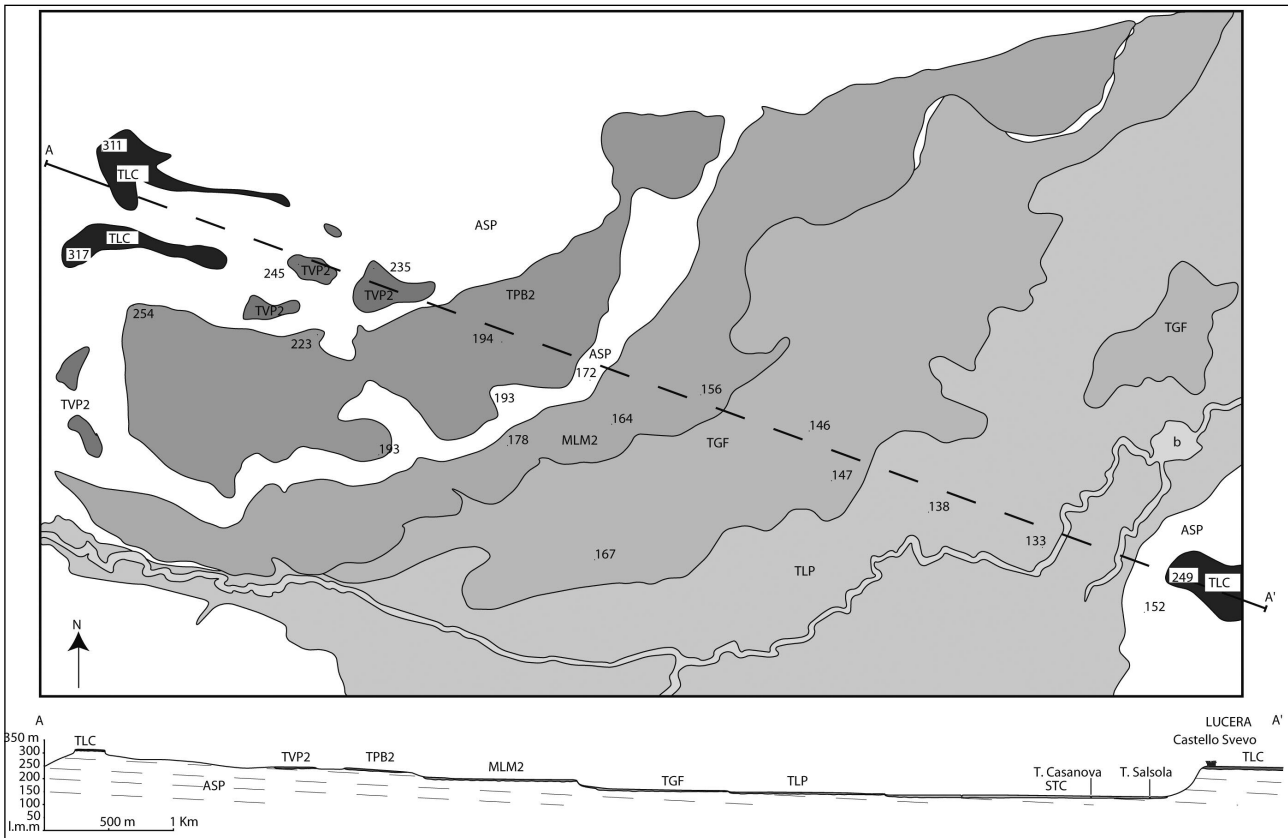 311
A
TLC
TLC
317
ASP
245
TVP2
235
TVP2
TVP2
TPB2
254
223
194
ASP
172
TGF
TVP2
193
156
164
146
193
178
MLM2
TGF
b
147
138
167
133
ASP
TLP
249
TLC
152
A'
N
A
LUCERA
A'
Castello Svevo
350 m
TLC
TLC
300
250
TVP2
TPB2
MLM2
200
ASP
TGF
TLP
T. Casanova
T. Salsola
150
STC
100
50
l.m.m
500 m
1 Km